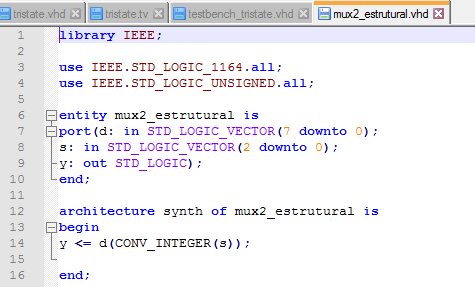 tristate.vhd tristate.tv testbench_tristate.vhd mux2_estrutural.vhd
1 library IEEE;
2
3 use IEEE.STD_LOGIC_1164.all;
4 use IEEE.STD_LOGIC_UNSIGNED.all;
5
6 entity mux2_estrutural is
7 port(d: in STD_LOGIC_VECTOR(7 downto 0);
8 s: in STD_LOGIC_VECTOR(2 downto 0);
9 y: out STD_LOGIC);
10 end;
11
12 architecture synth of mux2_estrutural is
13 begin
14 y <= d(CONV_INTEGER(s));
15
16 end;